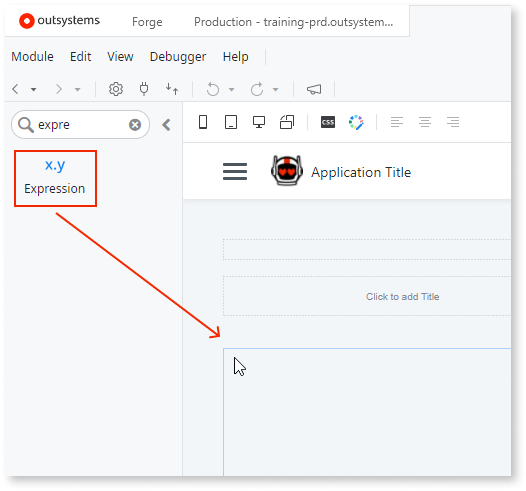 outsystems Forge Production - training-prd.outsystem...
Module Edit View Debugger Help
expre
CSS
x.y
Expression
Application Title
Click to add Title